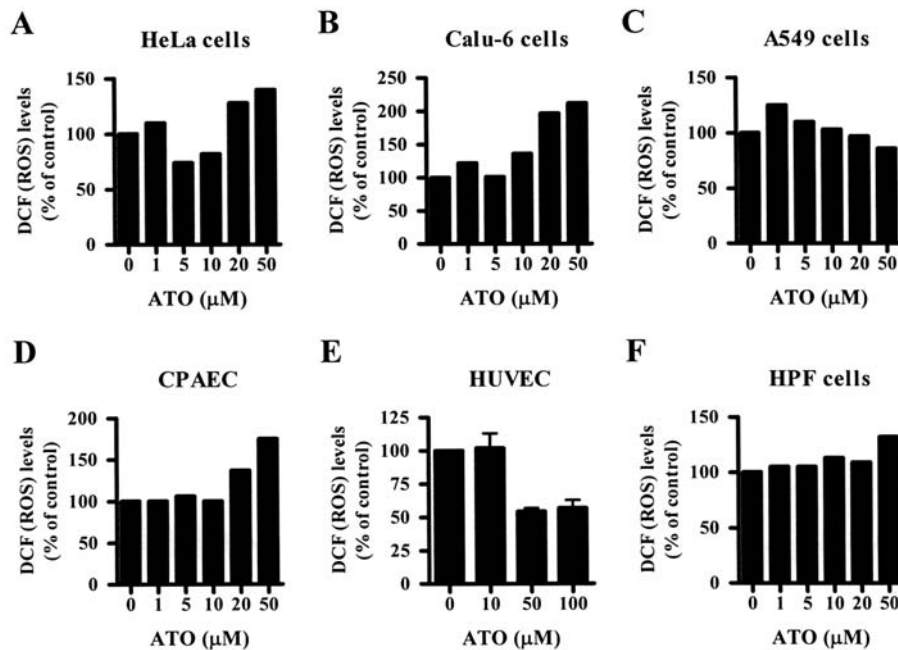 A
HeLa cells
DCF (ROS) levels
(% of control)
150
100
50
0
0 1 5 10 20 50
ATO (μM)
B
Calu-6 cells
DCF (ROS) levels
(% of control)
250
200
150
100
50
0
0 1 5 10 20 50
ATO (μM)
C
A549 cells
DCF (ROS) levels
(% of control)
150
100
50
0
0 1 5 10 20 50
ATO (μM)
D
CPAEC
DCF (ROS) levels
(% of control)
200
150
100
50
0
0 1 5 10 20 50
ATO (μM)
E
HUVEC
DCF (ROS) levels
(% of control)
125
100
75
50
25
0
0 10 50 100
ATO (μM)
F
HPF cells
DCF (ROS) levels
(% of control)
150
100
50
0
0 1 5 10 20 50
ATO (μM)